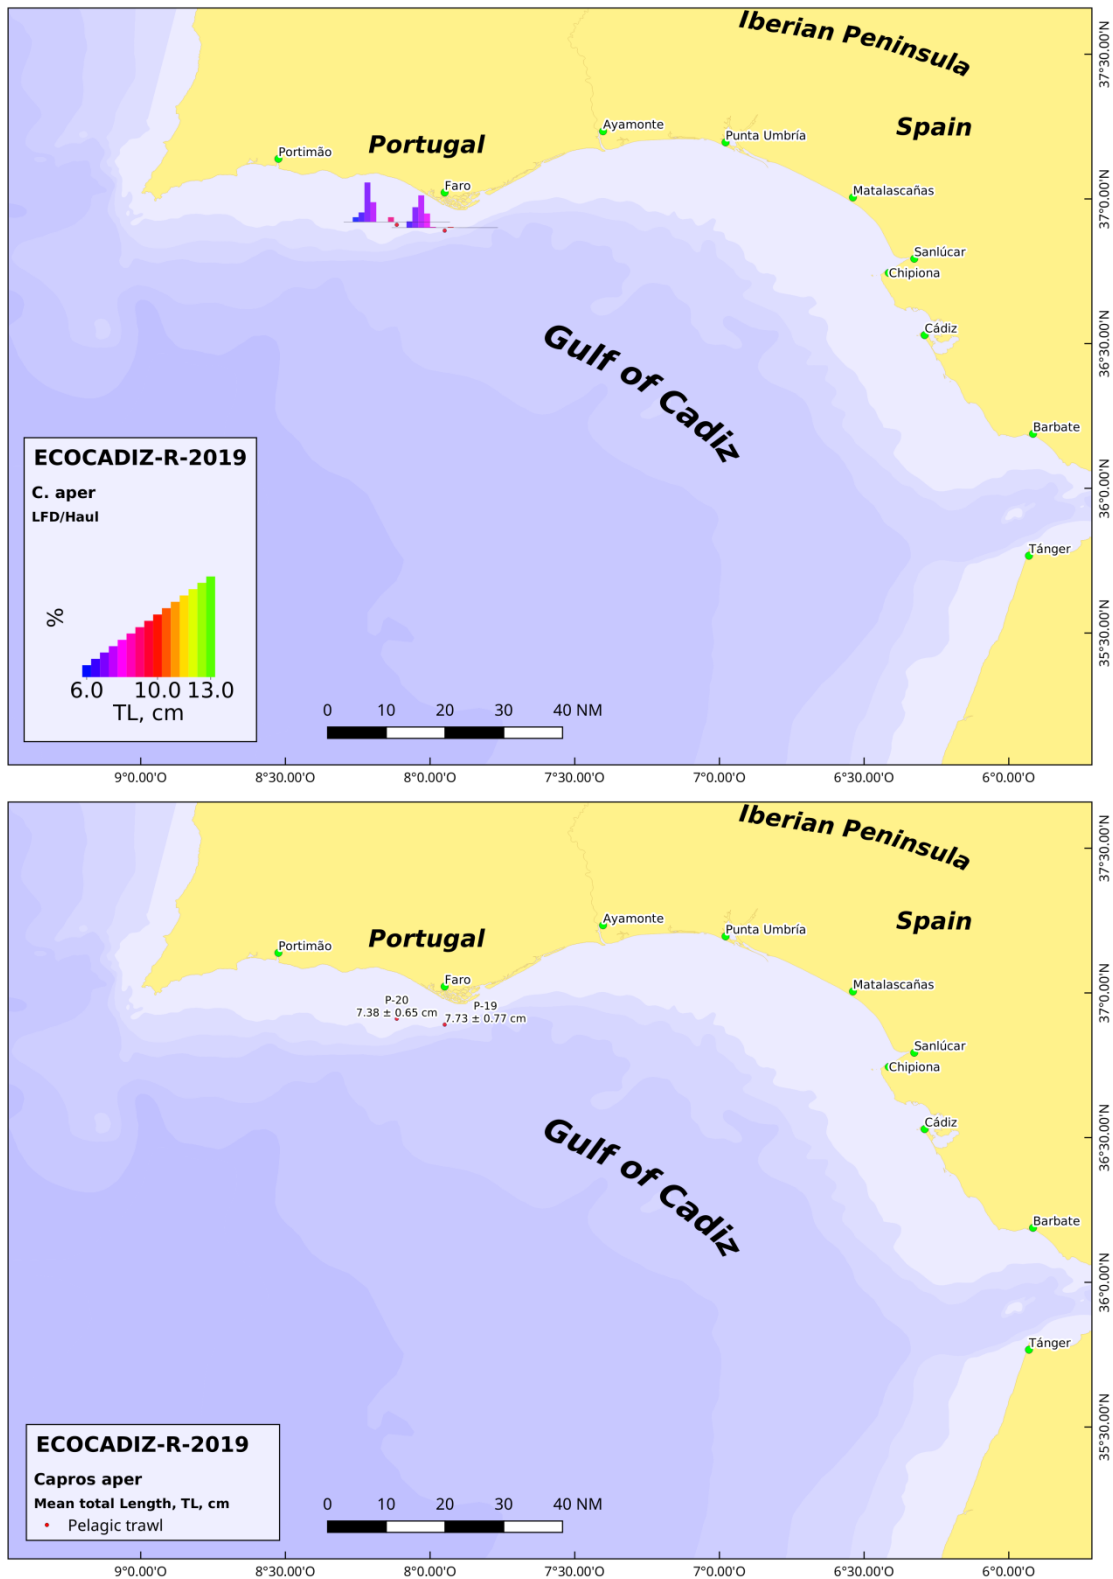 Iberian Peninsula
Spain
Portugal
Ayamonte
Punta Umbría
Portimão
Faro
Matalascañas
Sanlúcar
Chipiona
Cádiz
Gulf of Cadiz
Barbate
Tánger
ECOCADIZ-R-2019
C. aper
LFD/Haul
%
6.0 10.0 13.0
TL, cm
0 10 20 30 40 NM
37°30.00'N
37°0.00'N
36°30.00'N
36°0.00'N
35°30.00'N
9°0.00'O 8°30.00'O 8°0.00'O 7°30.00'O 7°0.00'O 6°30.00'O 6°0.00'O
Iberian Peninsula
Spain
Portugal
Ayamonte
Punta Umbría
Portimão
Faro
Matalascañas
P-20
7.38 ± 0.65 cm
P-19
7.73 ± 0.77 cm
Sanlúcar
Chipiona
Cádiz
Gulf of Cadiz
Barbate
Tánger
ECOCADIZ-R-2019
Capros aper
Mean total Length, TL, cm
Pelagic trawl
0 10 20 30 40 NM
37°30.00'N
37°0.00'N
36°30.00'N
36°0.00'N
35°30.00'N
9°0.00'O 8°30.00'O 8°0.00'O 7°30.00'O 7°0.00'O 6°30.00'O 6°0.00'O